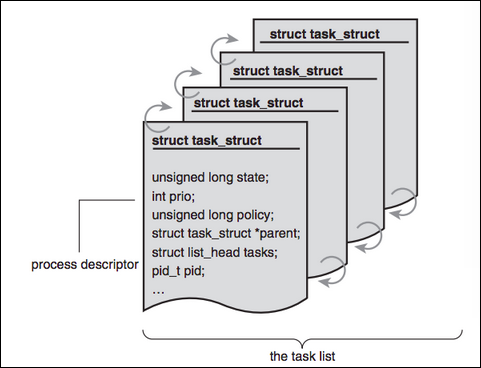 struct task_struct
struct task_struct
struct task_struct
struct task_struct
unsigned long state;
int prio;
unsigned long policy;
struct task_struct *parent;
struct list_head tasks;
process descriptor
pid_t pid;
...
the task list